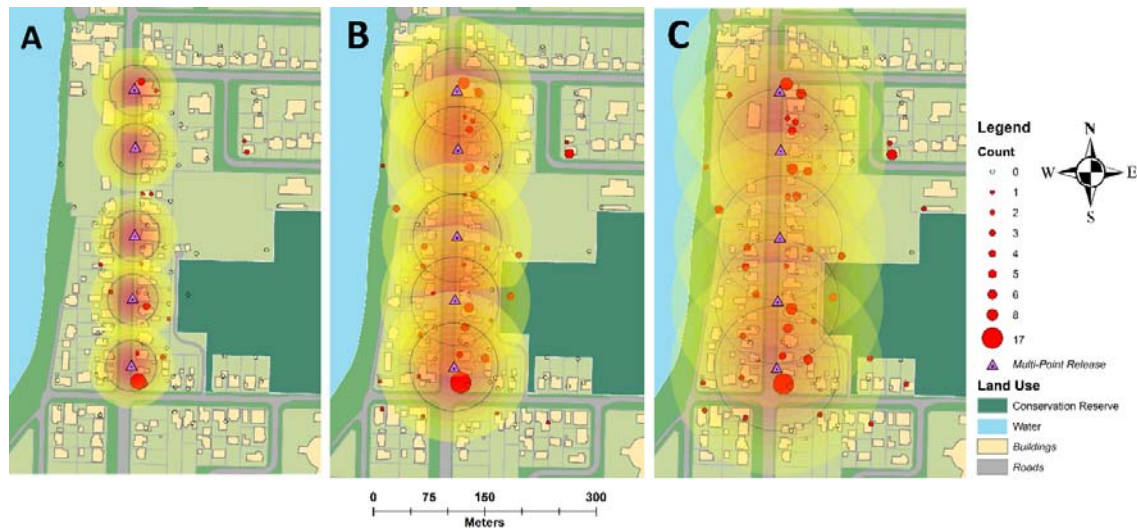 A
B
C
Legend
Count
0
1
2
3
4
5
6
8
17
Multi-Point Release
Land Use
Conservation Reserve
Water
Buildings
Roads
N
W E
S
0 75 150 300
Meters